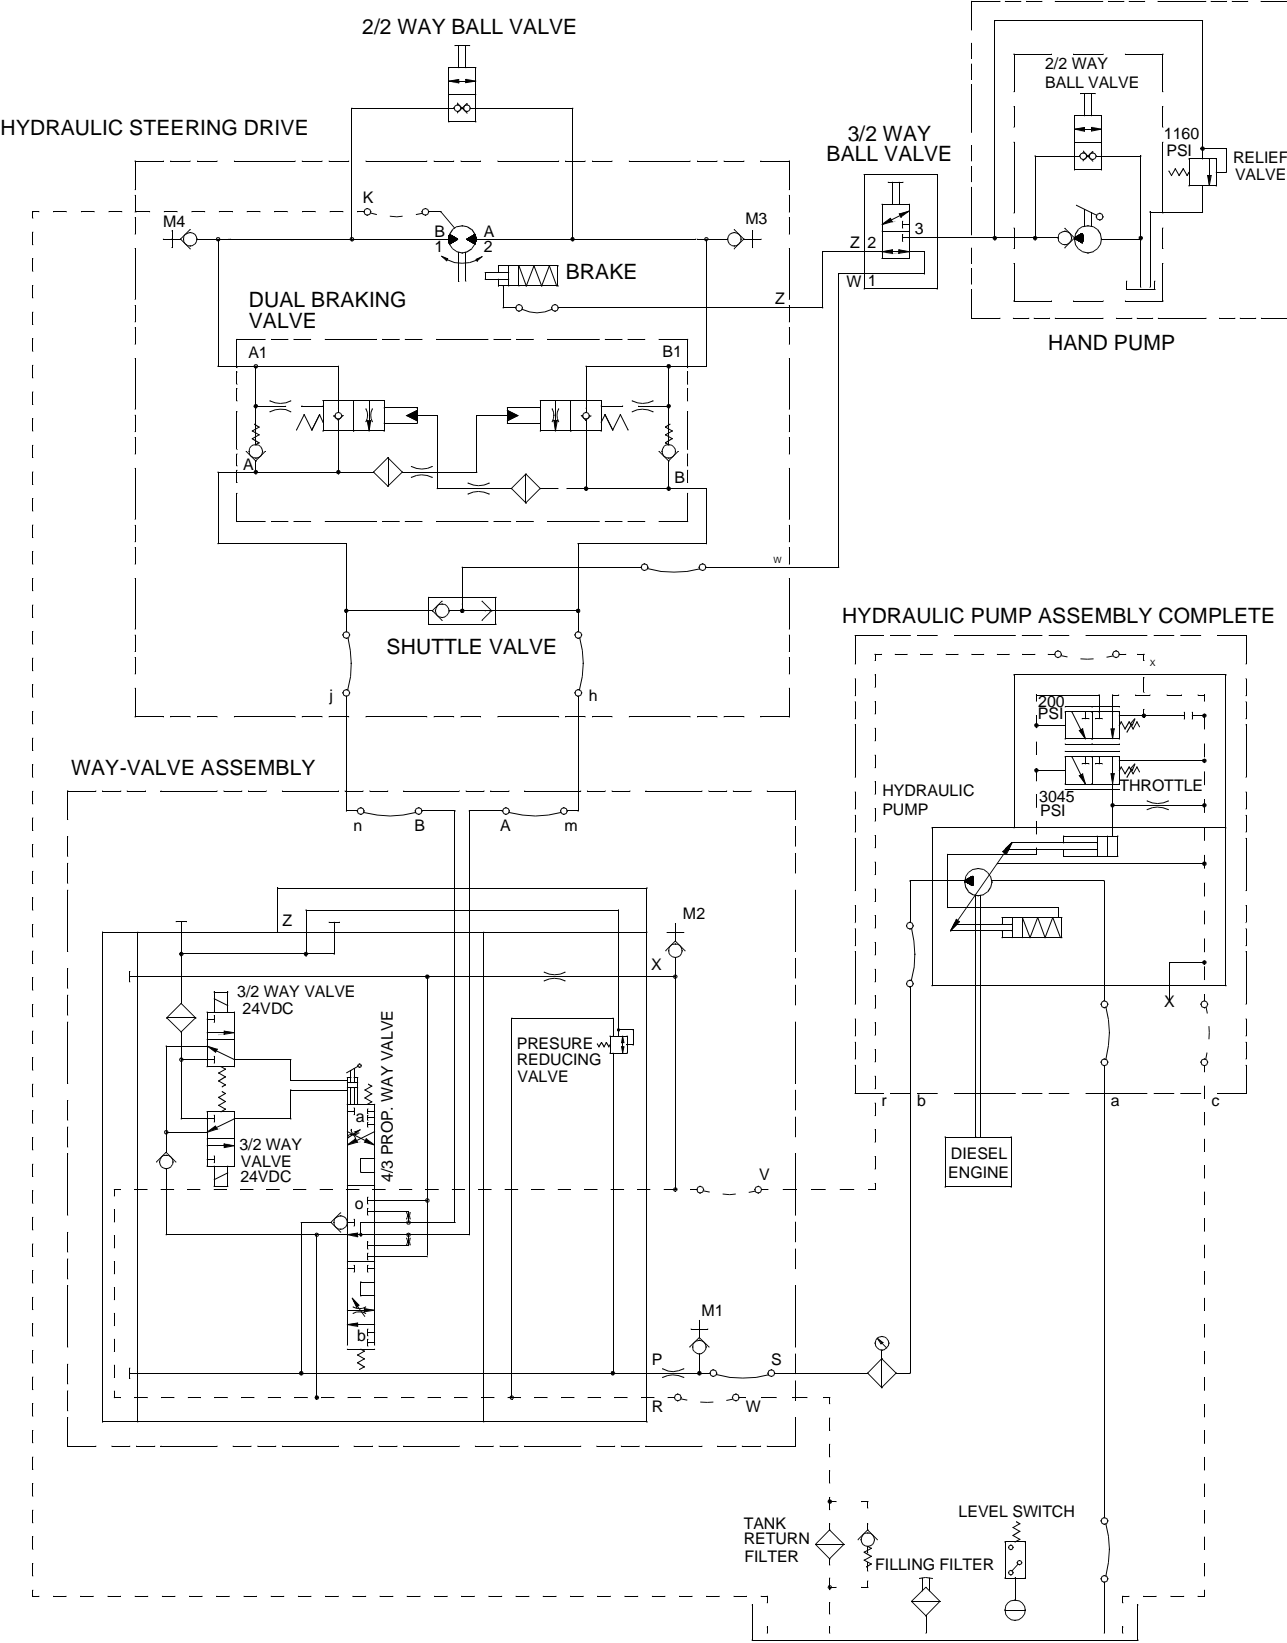 2/2 WAY BALL VALVE
HYDRAULIC STEERING DRIVE
2/2 WAY
BALL VALVE
3/2 WAY
BALL VALVE
1160
PSI
RELIEF
VALVE
HAND PUMP
K
M4
M3
B
A
1
2
BRAKE
Z
2
3
W
1
Z
DUAL BRAKING
VALVE
A1
B1
A
B
w
SHUTTLE VALVE
j
h
HYDRAULIC PUMP ASSEMBLY COMPLETE
x
200
PSI
3045
PSI
THROTTLE
HYDRAULIC
PUMP
X
r
b
a
c
DIESEL
ENGINE
WAY-VALVE ASSEMBLY
n
B
A
m
Z
M2
X
3/2 WAY VALVE
24VDC
4/3 PROP. WAY VALVE
PRESURE
REDUCING
VALVE
a
3/2 WAY
VALVE
24VDC
V
o
b
M1
P
S
R
W
TANK
RETURN
FILTER
FILLING FILTER
LEVEL SWITCH